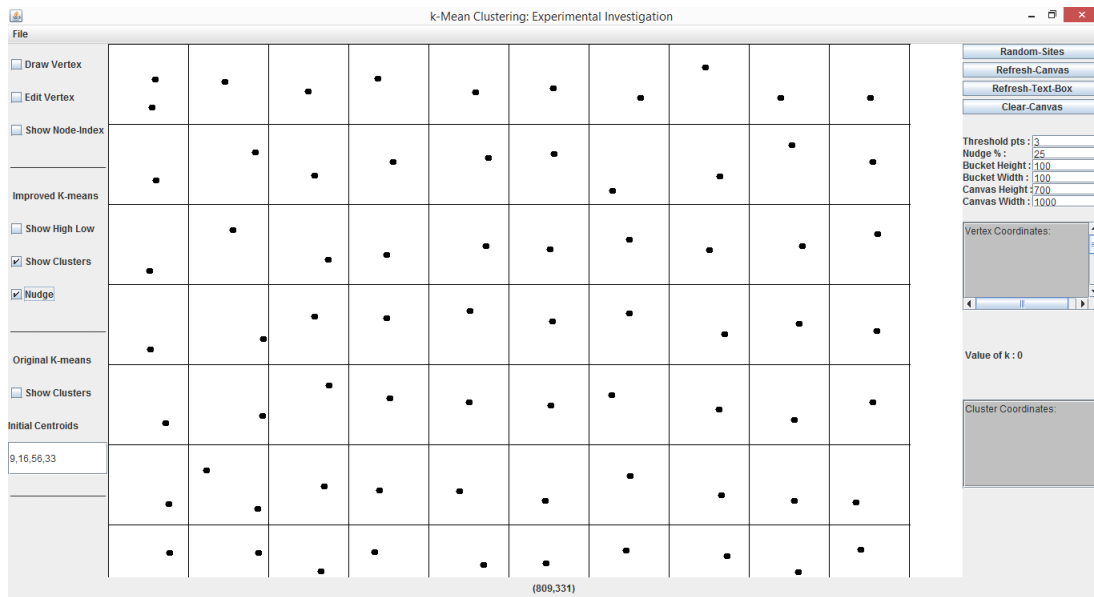 k-Mean Clustering: Experimental Investigation
File
Draw Vertex
Edit Vertex
Show Node-Index
Improved K-means
Show High Low
Show Clusters
Nudge
Original K-means
Show Clusters
Initial Centroids
9,16,56,33
(809,331)
Random-Sites
Refresh-Canvas
Refresh-Text-Box
Clear-Canvas
Threshold pts : 3
Nudge % : 25
Bucket Height : 100
Bucket Width : 100
Canvas Height : 700
Canvas Width : 1000
Vertex Coordinates:
Value of k : 0
Cluster Coordinates: